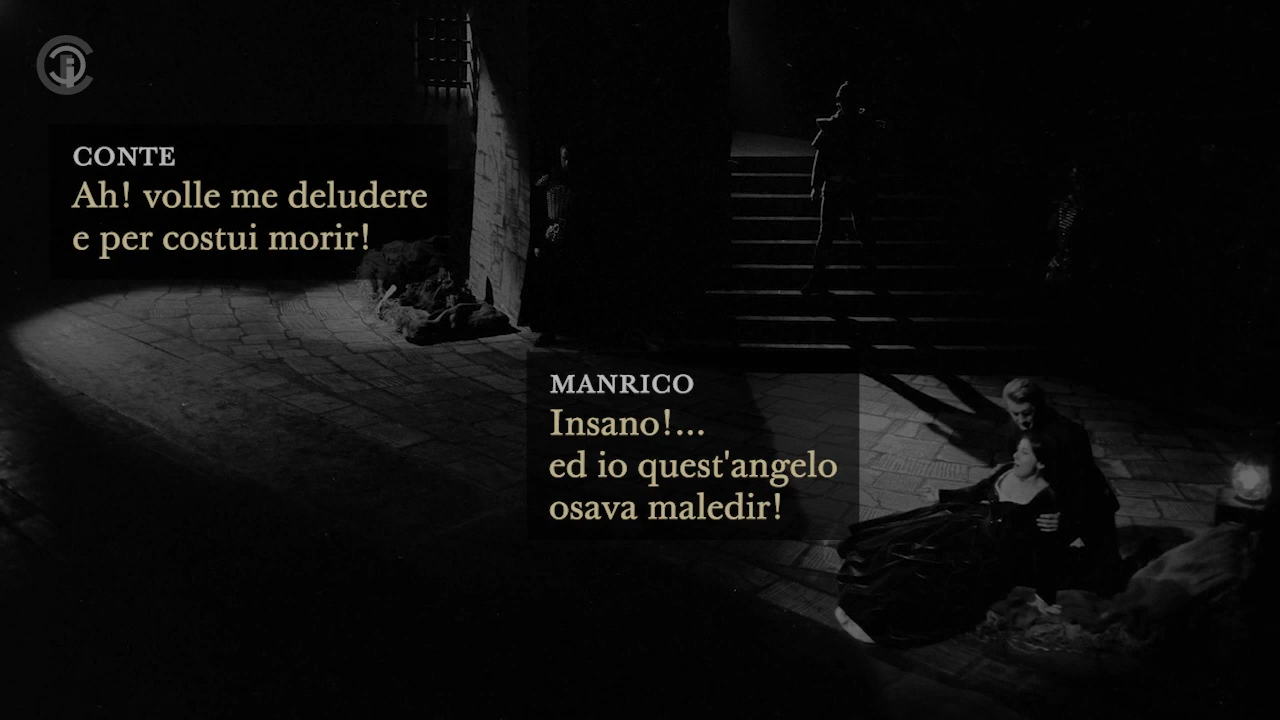 CONTE
Ah! volle me deludere
e per costui morir!
MANRICO
Insano!...
ed io quest'angelo
osava maledir!